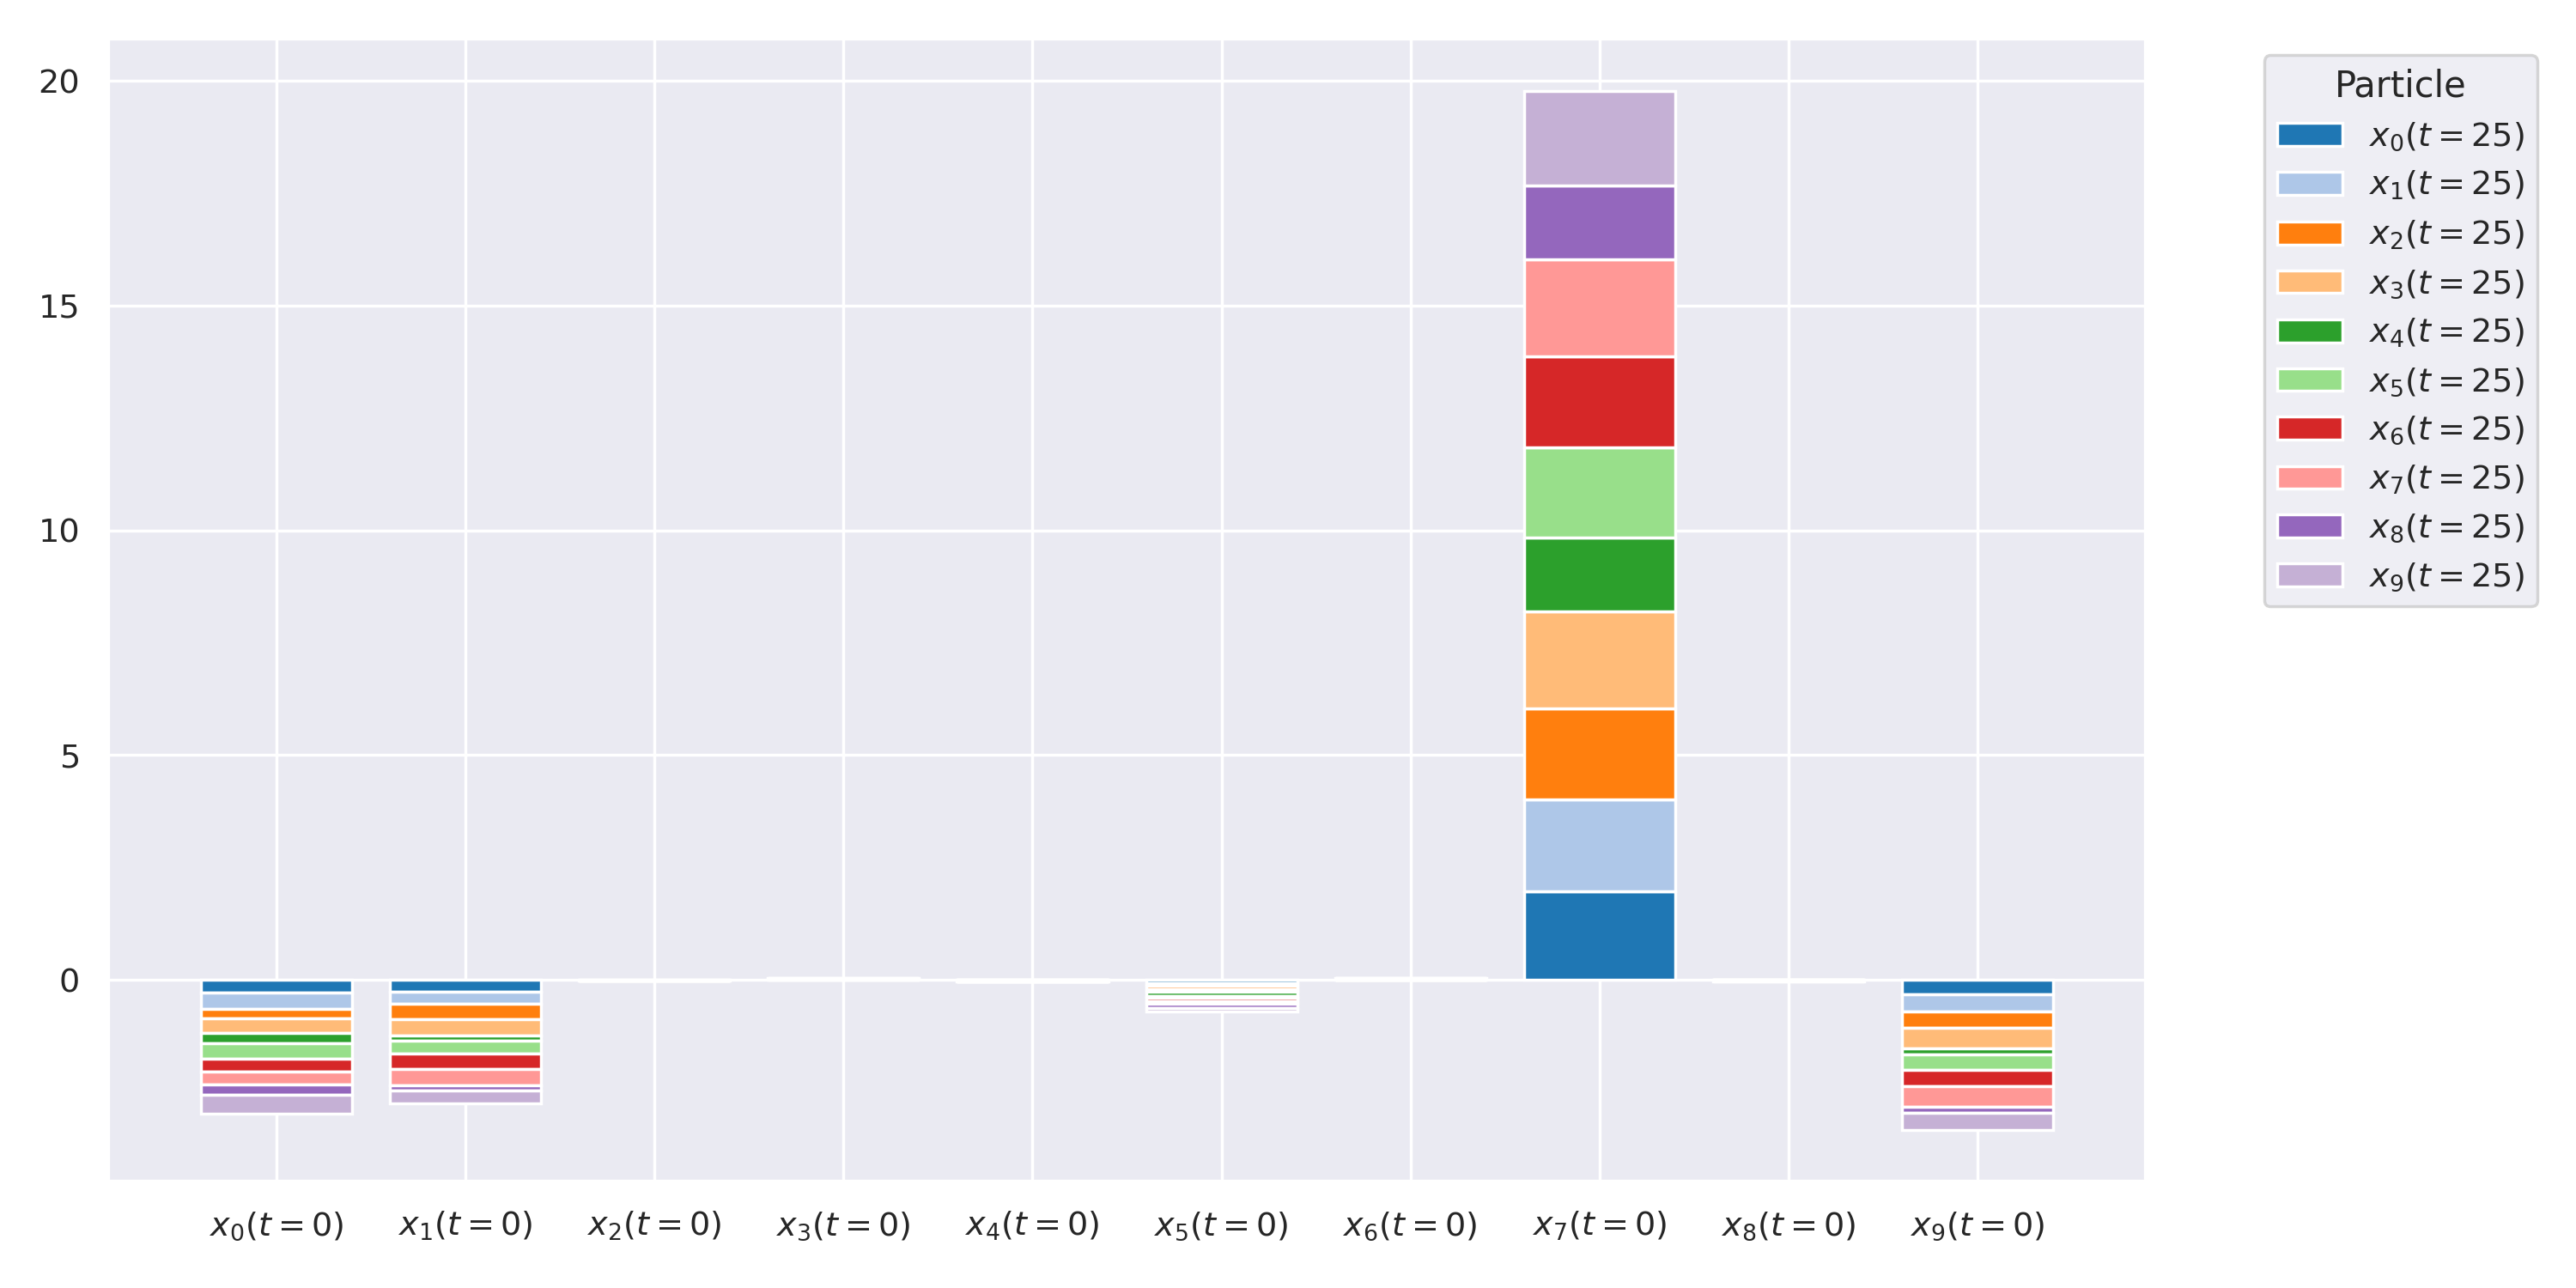 20
15
10
5
0
x₀(t = 0) x₁(t = 0) x₂(t = 0) x₃(t = 0) x₄(t = 0) x₅(t = 0) x₆(t = 0) x₇(t = 0) x₈(t = 0) x₉(t = 0)
Particle
x₀(t = 25)
x₁(t = 25)
x₂(t = 25)
x₃(t = 25)
x₄(t = 25)
x₅(t = 25)
x₆(t = 25)
x₇(t = 25)
x₈(t = 25)
x₉(t = 25)